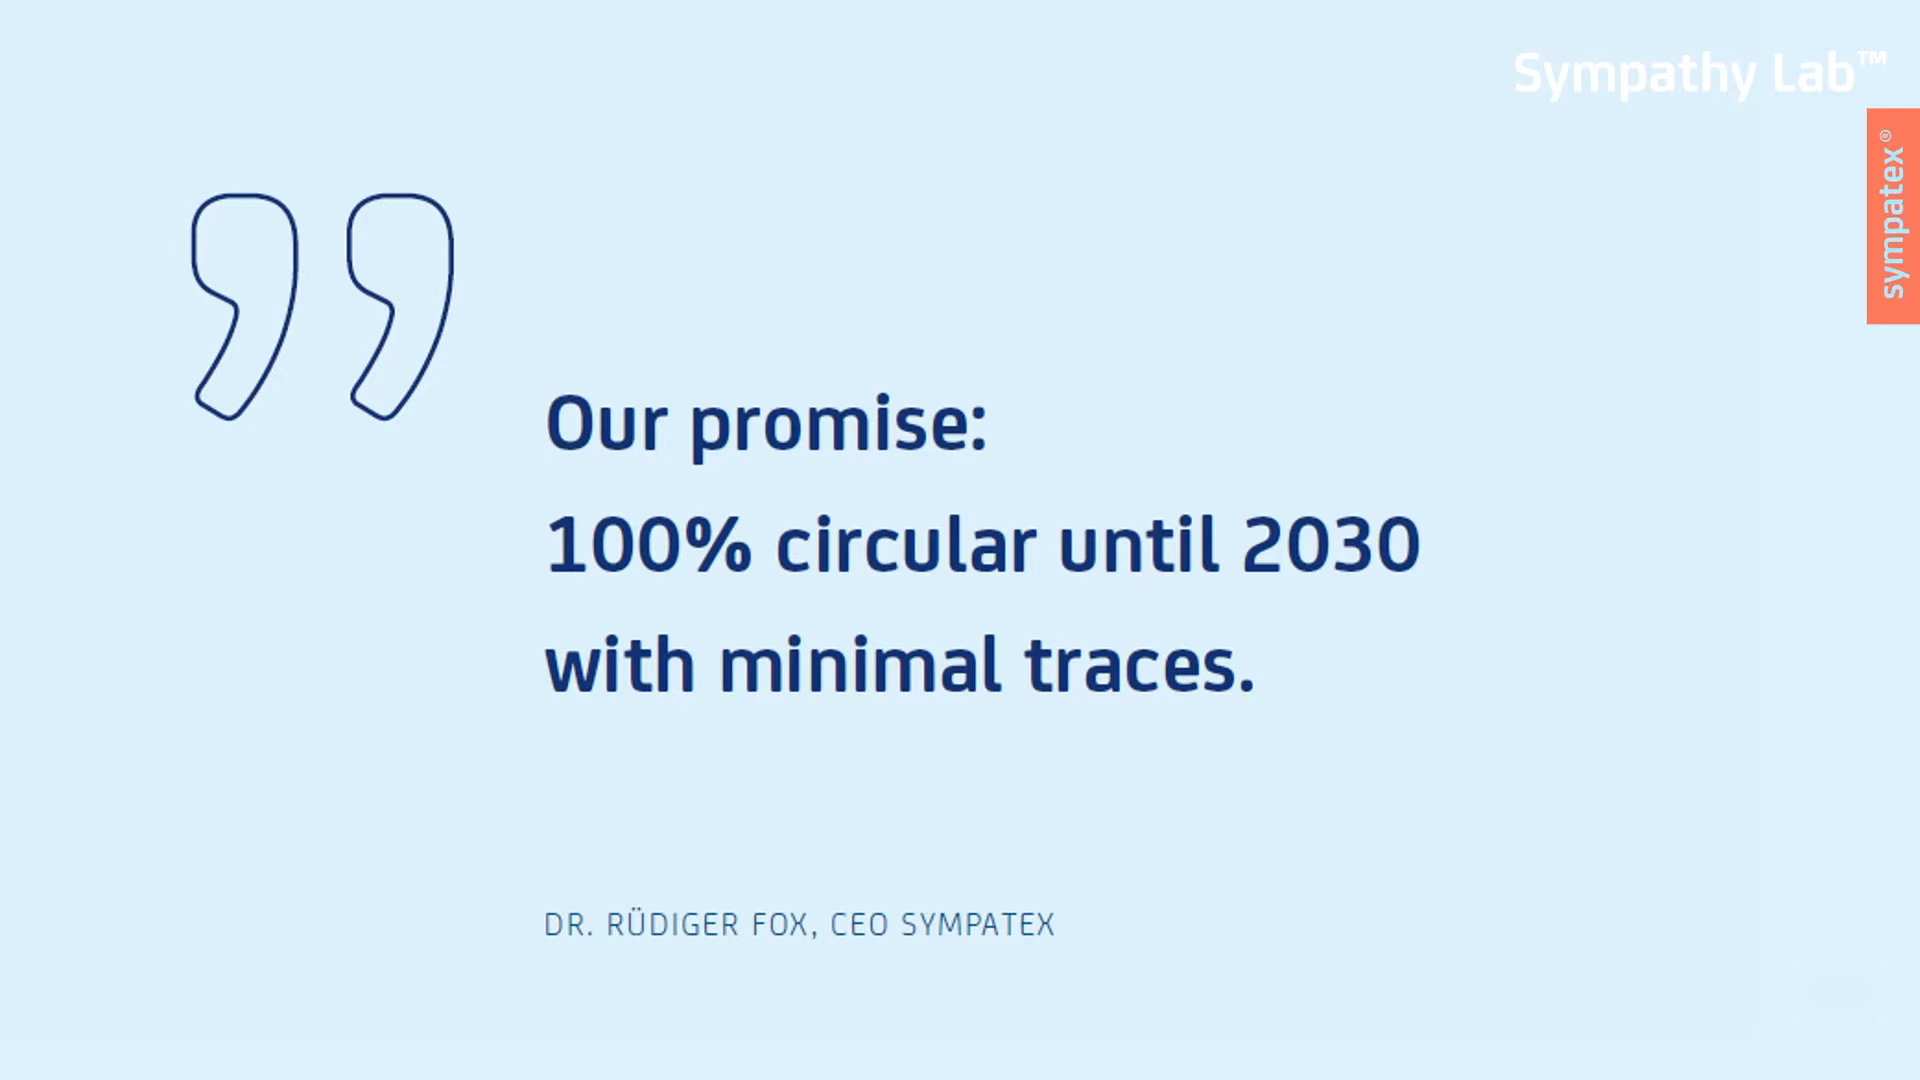 Sympathy Lab™
sympatex®
Our promise:
100% circular until 2030
with minimal traces.
DR. RÜDIGER FOX, CEO SYMPATEX